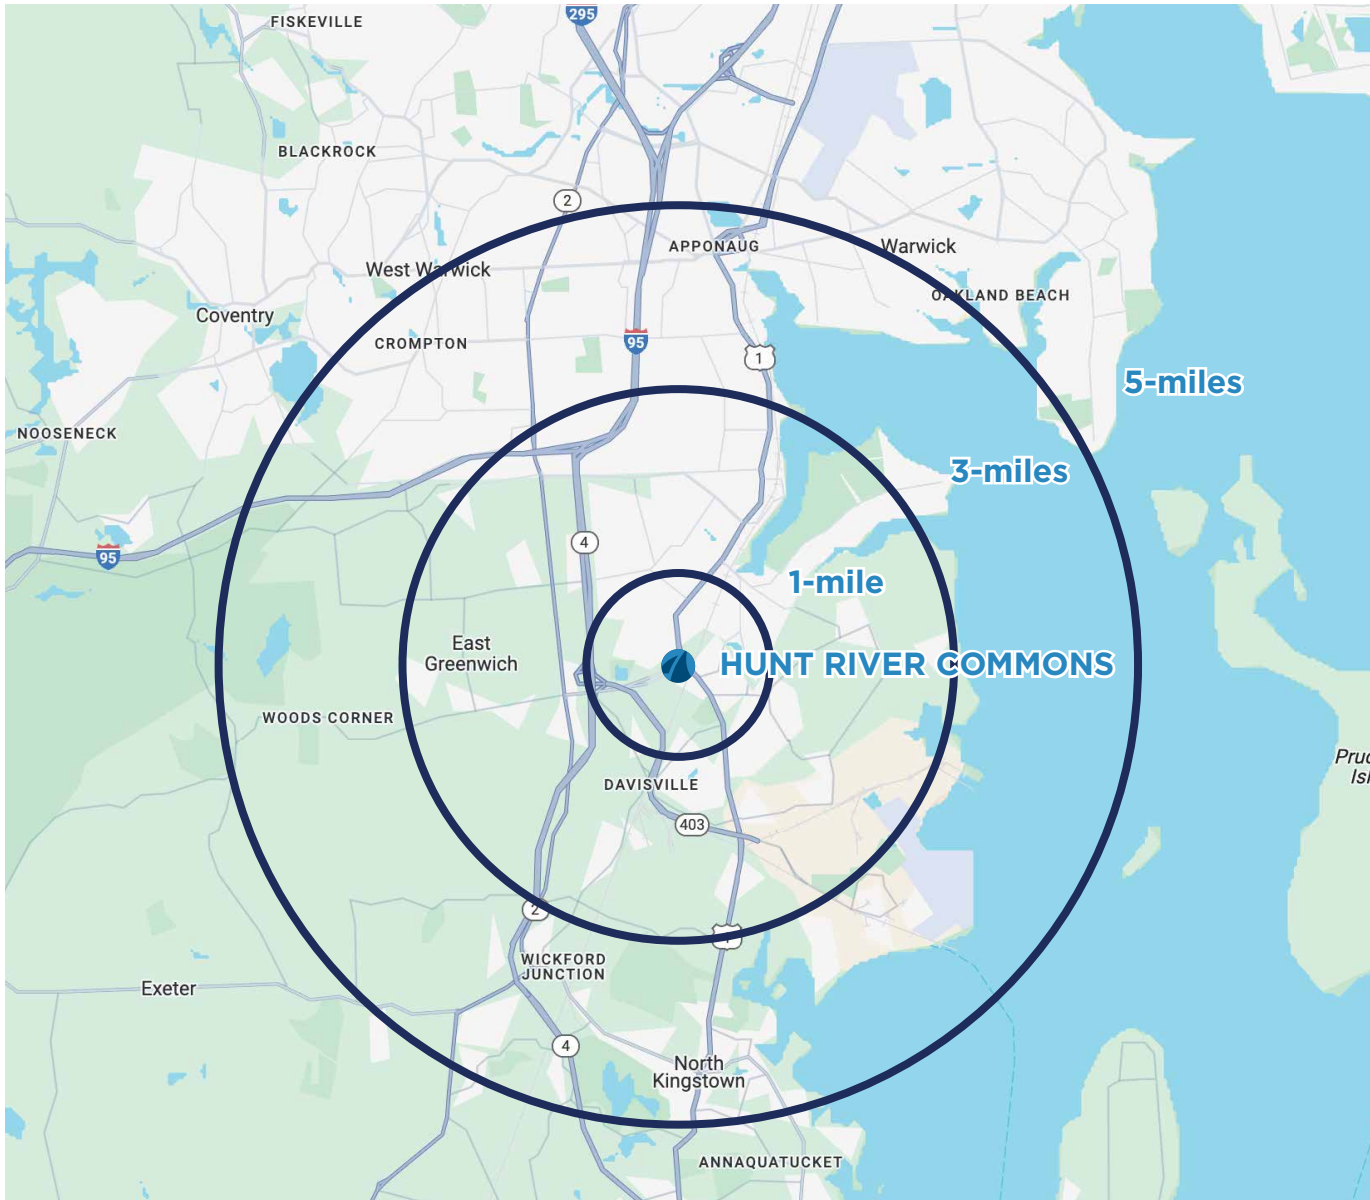 295
FISKEVILLE
BLACKROCK
2
APPONAUG
Warwick
West Warwick
OAKLAND BEACH
Coventry
CROMPTON
95
1
5-miles
NOOSENECK
3-miles
4
95
1-mile
East
Greenwich
HUNT RIVER COMMONS
WOODS CORNER
DAVISVILLE
403
2
WICKFORD
JUNCTION
Exeter
4
North
Kingstown
ANNAQUATUCKET